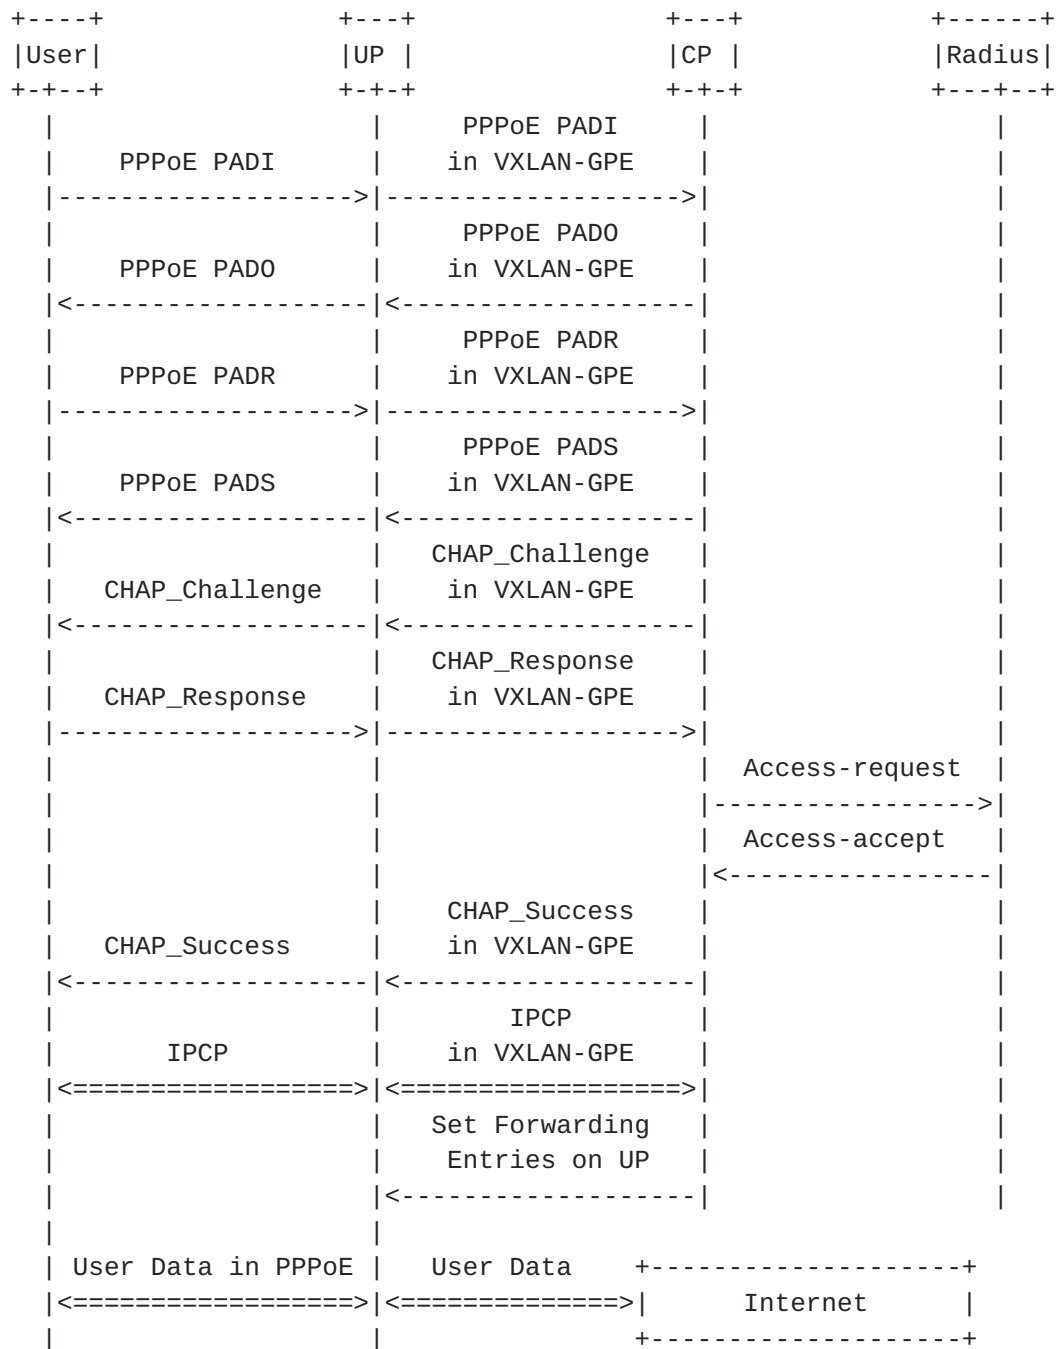 User UP CP Radius
PPPoE PADI
PPPoE PADI in VXLAN-GPE
PPPoE PADO
PPPoE PADO in VXLAN-GPE
PPPoE PADR
PPPoE PADR in VXLAN-GPE
PPPoE PADS
PPPoE PADS in VXLAN-GPE
CHAP_Challenge
CHAP_Challenge in VXLAN-GPE
CHAP_Response
CHAP_Response in VXLAN-GPE
Access-request
Access-accept
CHAP_Success
CHAP_Success in VXLAN-GPE
IPCP
IPCP in VXLAN-GPE
Set Forwarding
Entries on UP
User Data in PPPoE User Data
Internet